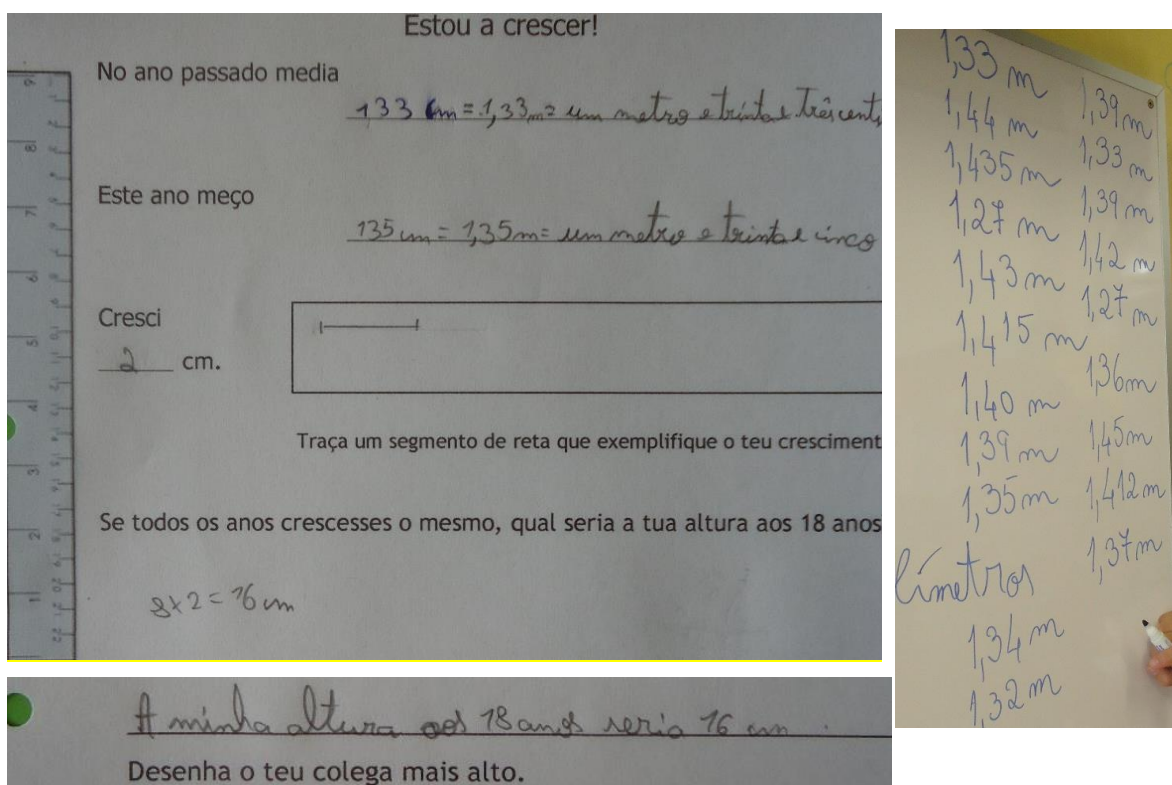 Estou a crescer!
No ano passado media
133 cm = 1,33 m = um metro e trinta e três cent
Este ano meço
135 cm = 1,35 m = um metro e trinta e cinco
Cresci
2 cm.
Traça um segmento de reta que exemplifique o teu cresciment
Se todos os anos crescesses o mesmo, qual seria a tua altura aos 18 anos
8 x 2 = 16 cm
A minha altura aos 18 anos seria 16 cm.
Desenha o teu colega mais alto.
1,33 m
1,44 m
1,435 m
1,27 m
1,43 m
1,415 m
1,40 m
1,39 m
1,35 m
límetros
1,34 m
1,32 m
1,39 m
1,33 m
1,39 m
1,42 m
1,27 m
1,36 m
1,45 m
1,412 m
1,37 m